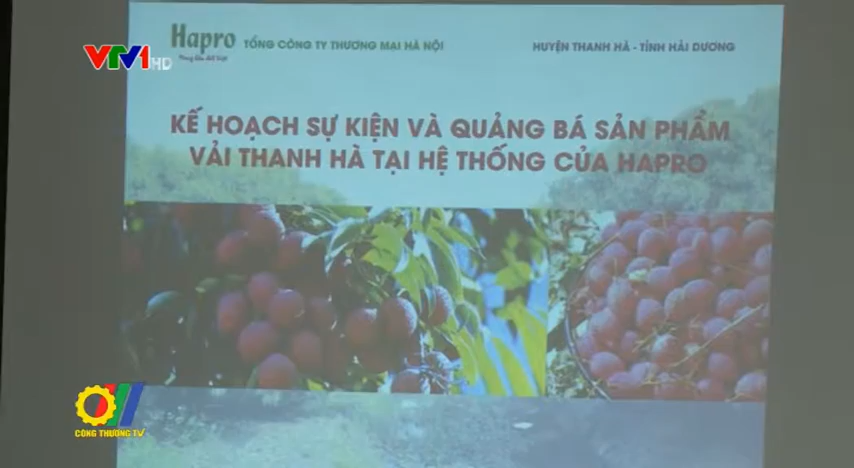 VTV1 HD
Hapro TỔNG CÔNG TY THƯƠNG MẠI HÀ NỘI
HUYỆN THANH HÀ - TỈNH HẢI DƯƠNG
KẾ HOẠCH SỰ KIỆN VÀ QUẢNG BÁ SẢN PHẨM
VẢI THANH HÀ TẠI HỆ THỐNG CỦA HAPRO
CÔNG THƯƠNG TV